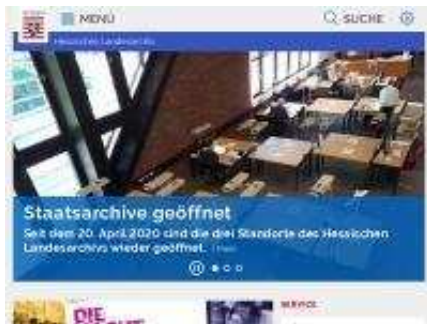 MENÜ
SUCHE
Hessisches Landesarchiv
Staatsarchive geöffnet
Seit dem 20. April 2020 sind die drei Standorte des Hessischen
Landesarchivs wieder geöffnet.
DIE
SERVICE